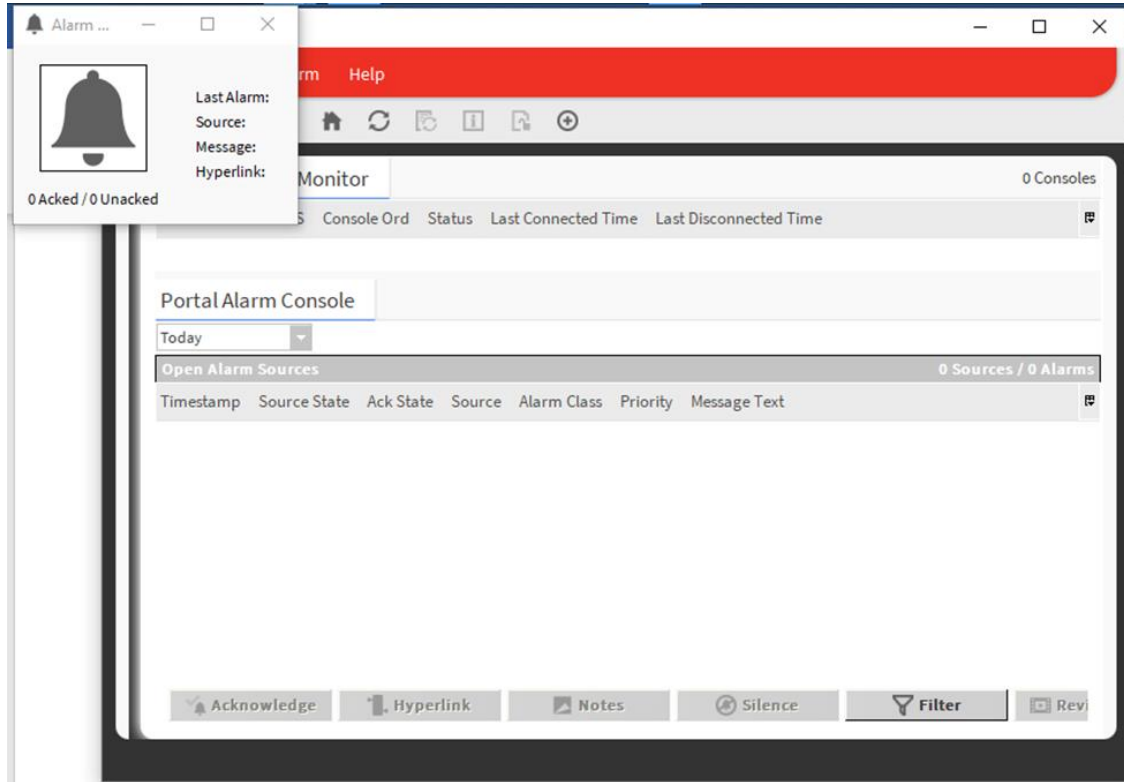 Alarm ...
rm Help
Last Alarm:
Source:
Message:
Hyperlink:
0 Acked / 0 Unacked
Monitor 0 Consoles
Console Ord Status Last Connected Time Last Disconnected Time
Portal Alarm Console
Today
Open Alarm Sources 0 Sources / 0 Alarms
Timestamp Source State Ack State Source Alarm Class Priority Message Text
Acknowledge Hyperlink Notes Silence Filter Revi